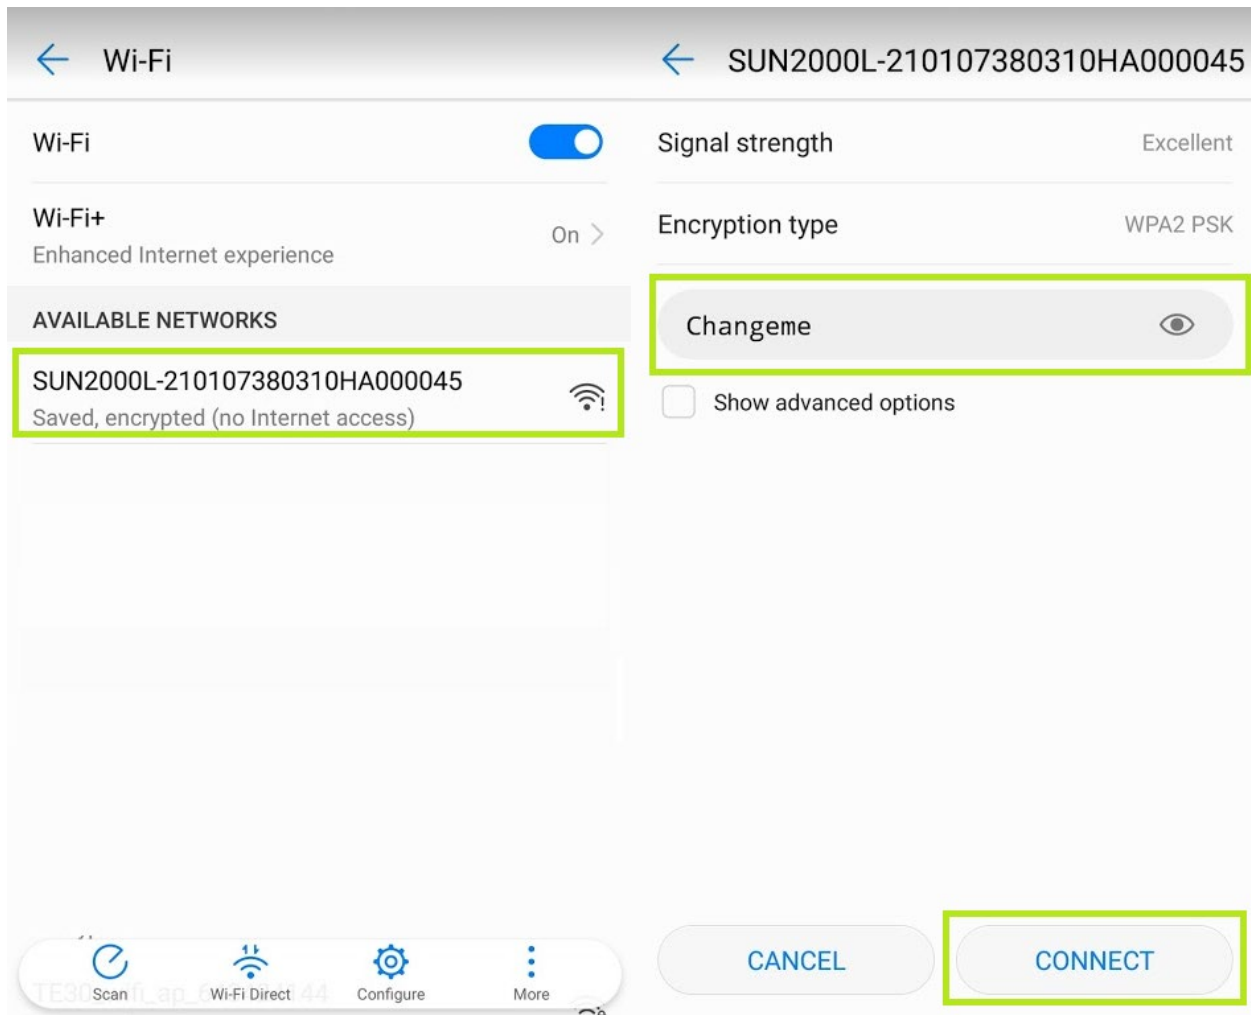 Wi-Fi
Wi-Fi
Wi-Fi+
Enhanced Internet experience
On
AVAILABLE NETWORKS
SUN2000L-210107380310HA000045
Saved, encrypted (no Internet access)
Scan
Wi-Fi Direct
Configure
More
SUN2000L-210107380310HA000045
Signal strength
Excellent
Encryption type
WPA2 PSK
Changeme
Show advanced options
CANCEL
CONNECT